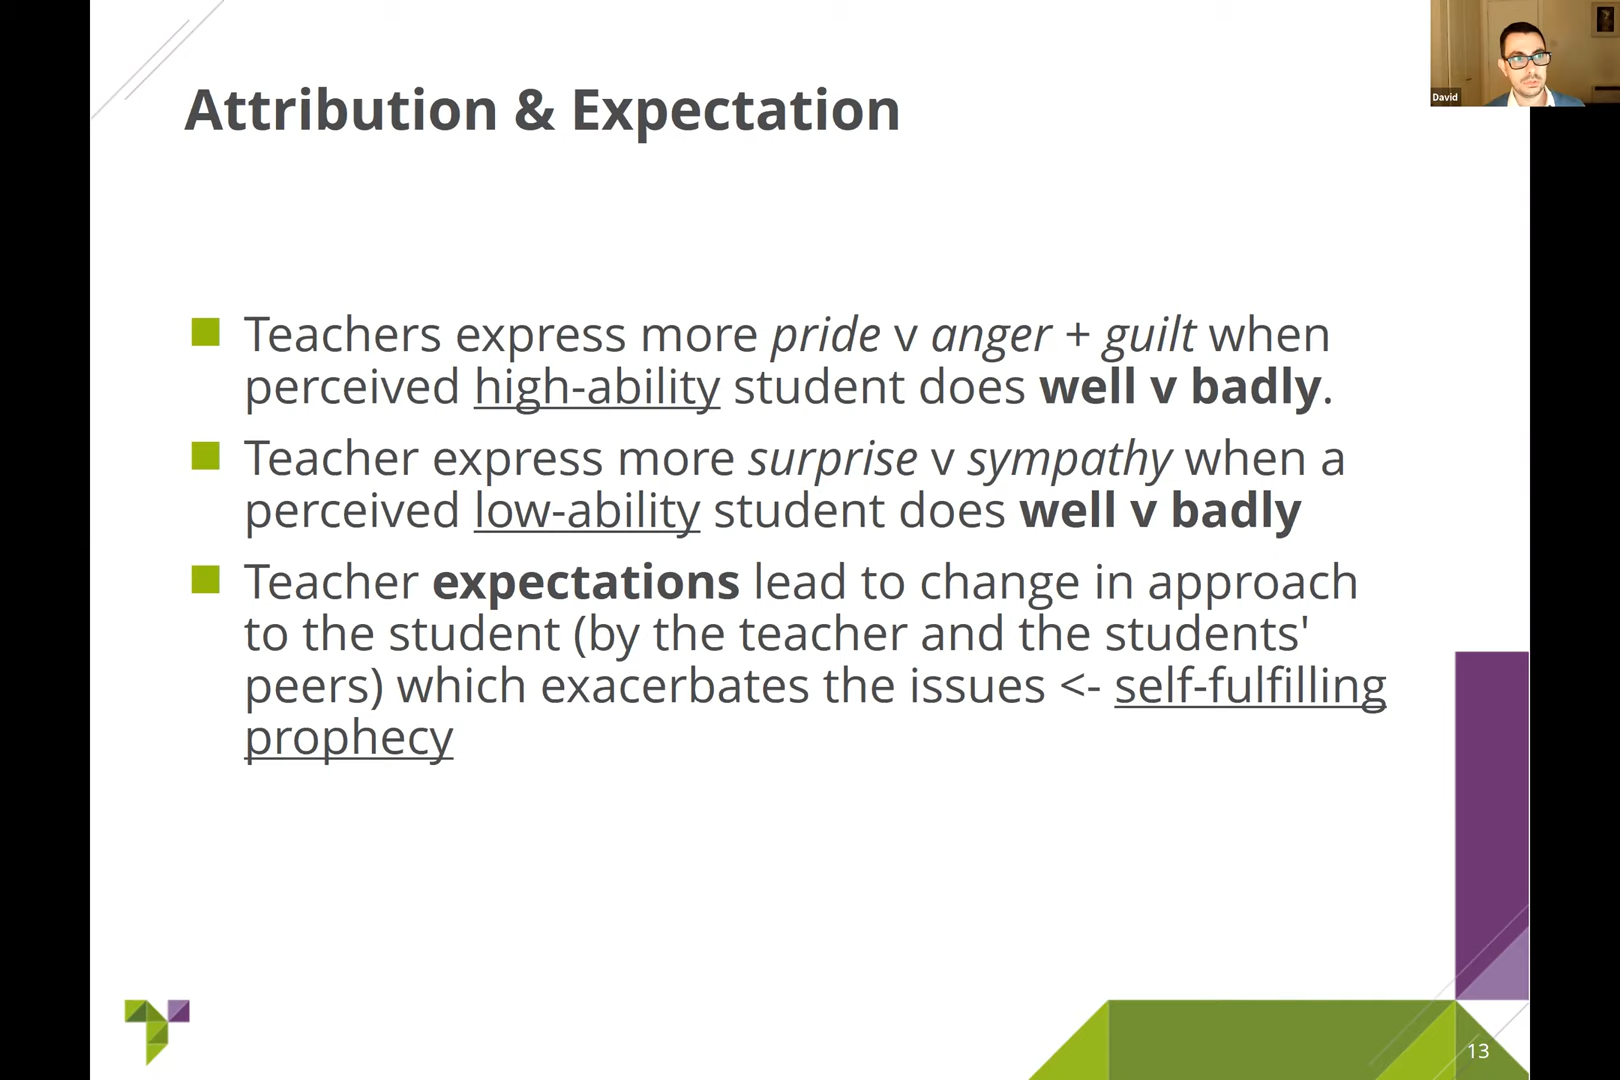 David
Attribution & Expectation
Teachers express more pride v anger + guilt when
perceived high-ability student does well v badly.
Teacher express more surprise v sympathy when a
perceived low-ability student does well v badly
Teacher expectations lead to change in approach
to the student (by the teacher and the students'
peers) which exacerbates the issues <- self-fulfilling
prophecy
13